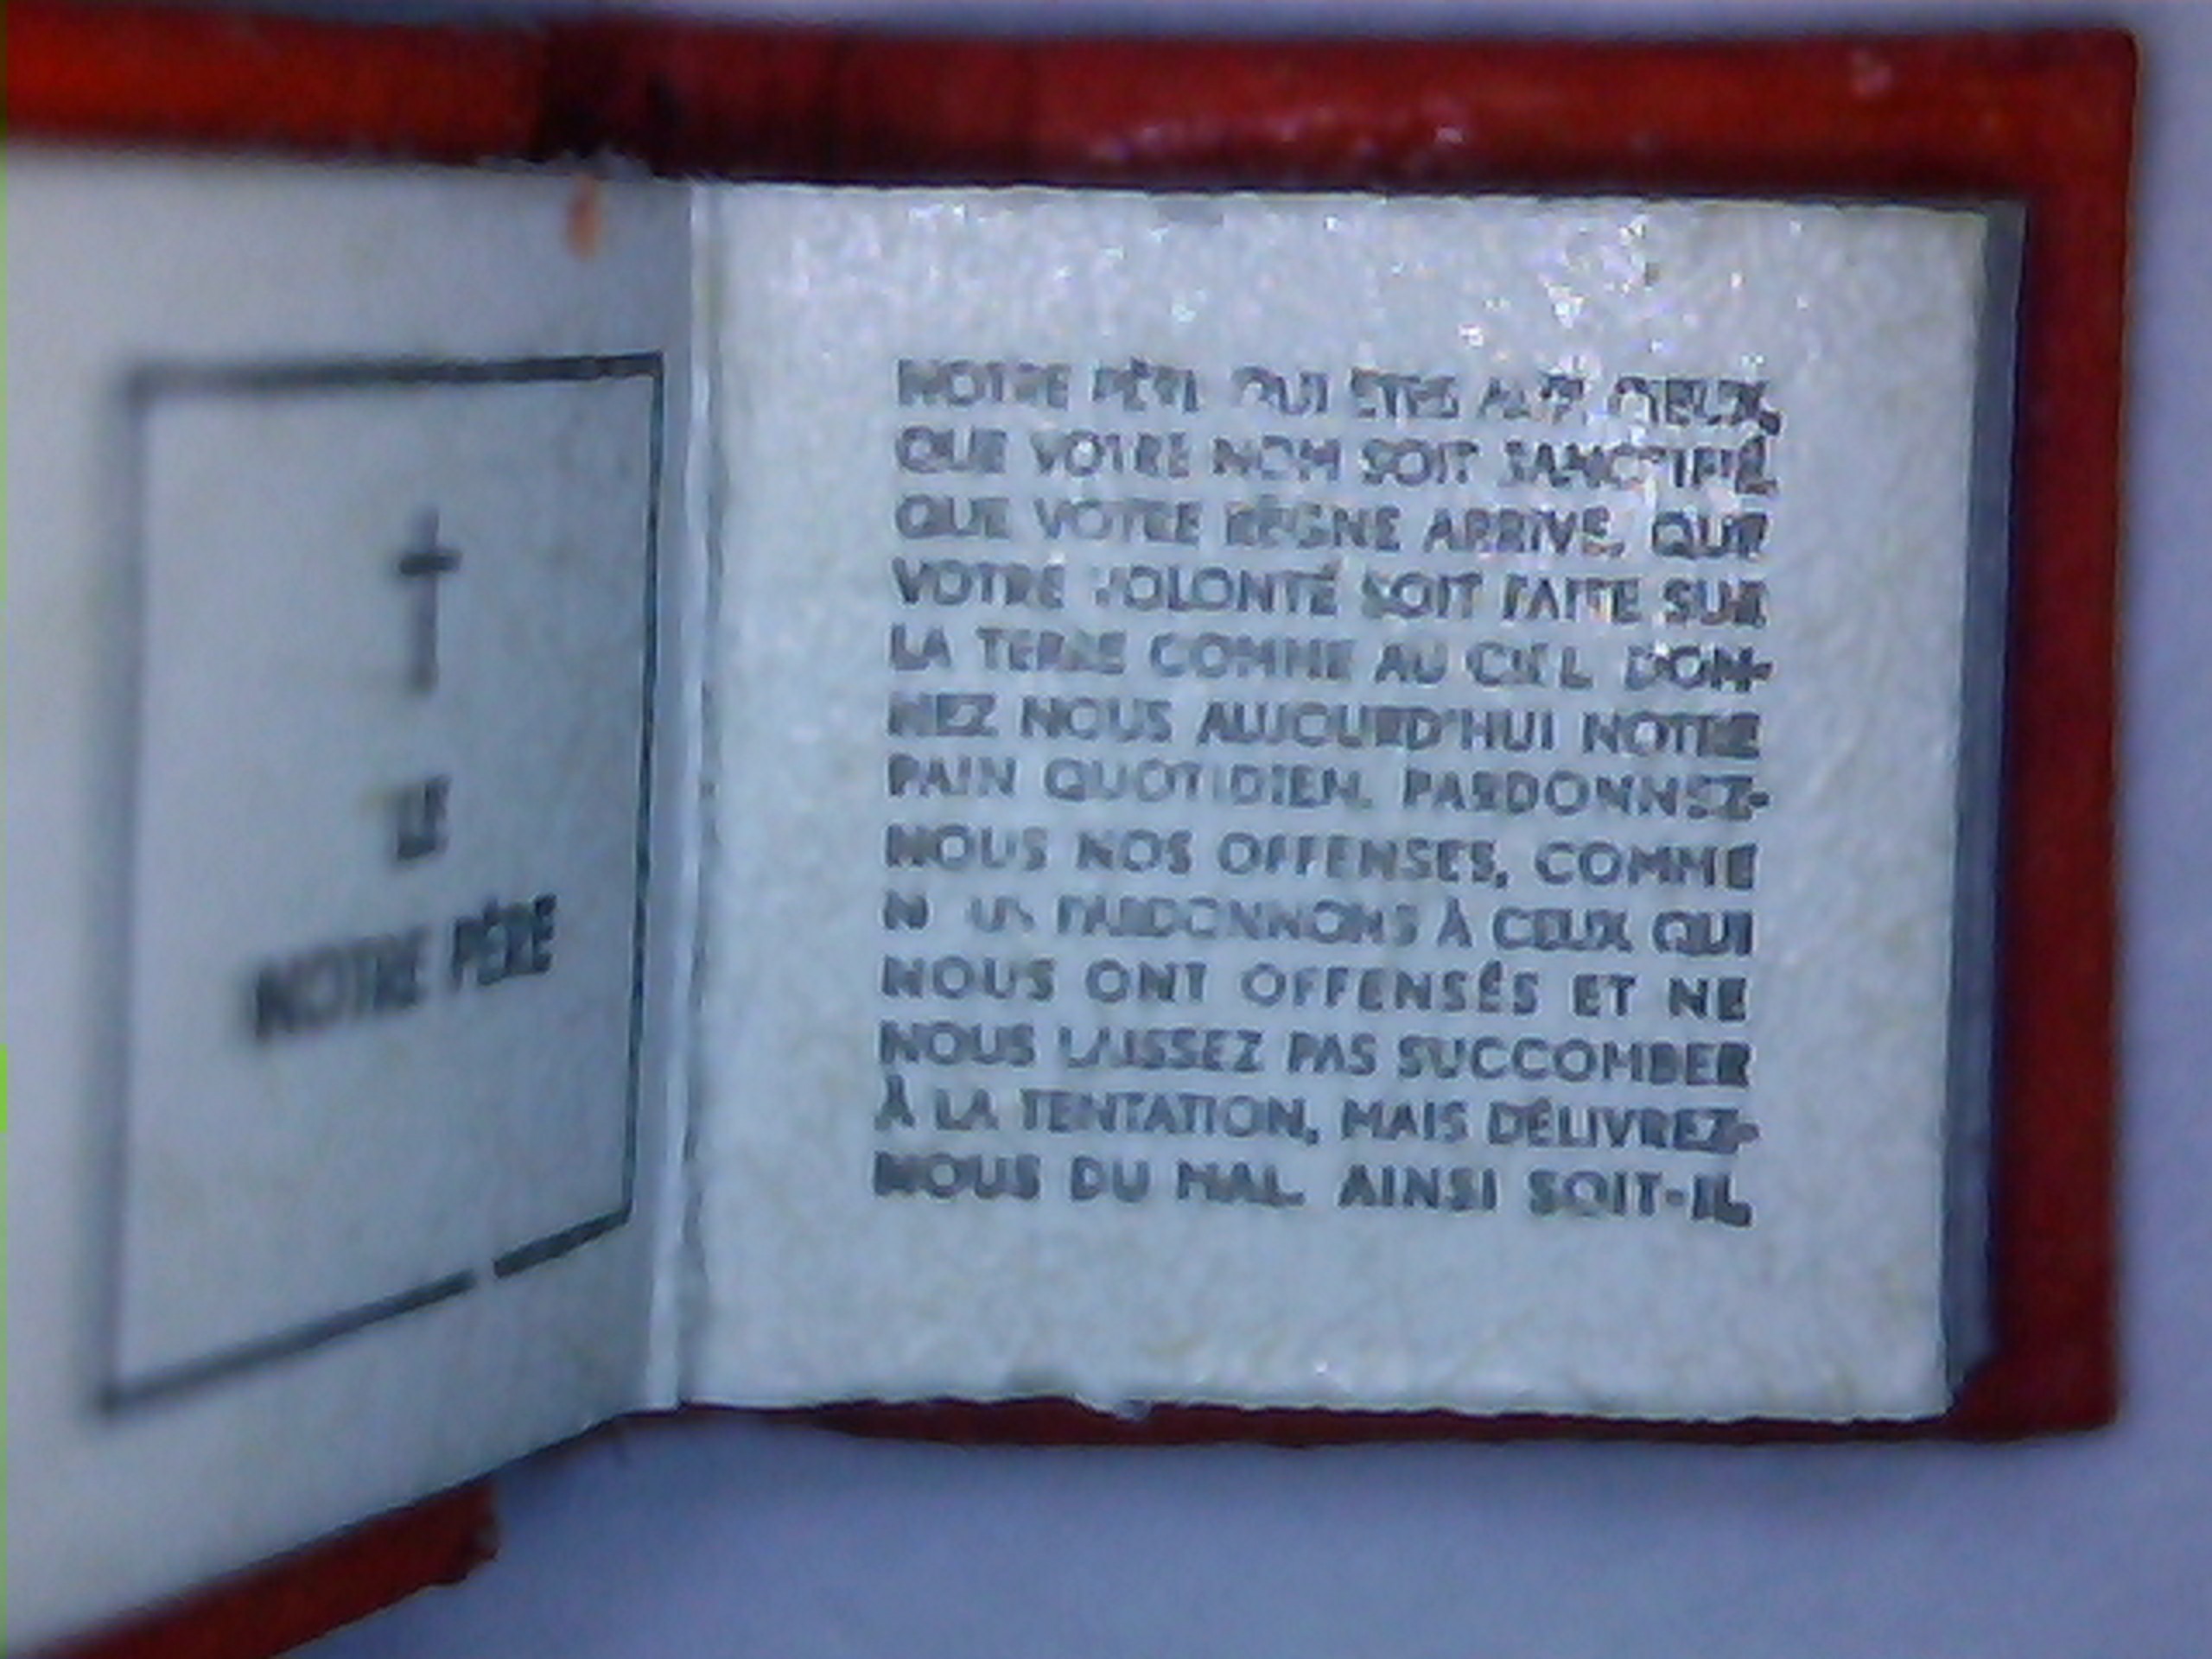 LE
NOTRE PÈRE
NOTRE PÈRE QUI ÊTES AUX CIEUX,
QUE VOTRE NOM SOIT SANCTIFIÉ,
QUE VOTRE RÈGNE ARRIVE, QUE
VOTRE VOLONTÉ SOIT FAITE SUR
LA TERRE COMME AU CIEL. DON-
NEZ NOUS AUJOURD'HUI NOTRE
PAIN QUOTIDIEN. PARDONNEZ-
NOUS NOS OFFENSES, COMME
NOUS PARDONNONS À CEUX QUI
NOUS ONT OFFENSÉS ET NE
NOUS LAISSEZ PAS SUCCOMBER
À LA TENTATION, MAIS DÉLIVREZ-
NOUS DU MAL. AINSI SOIT-IL.